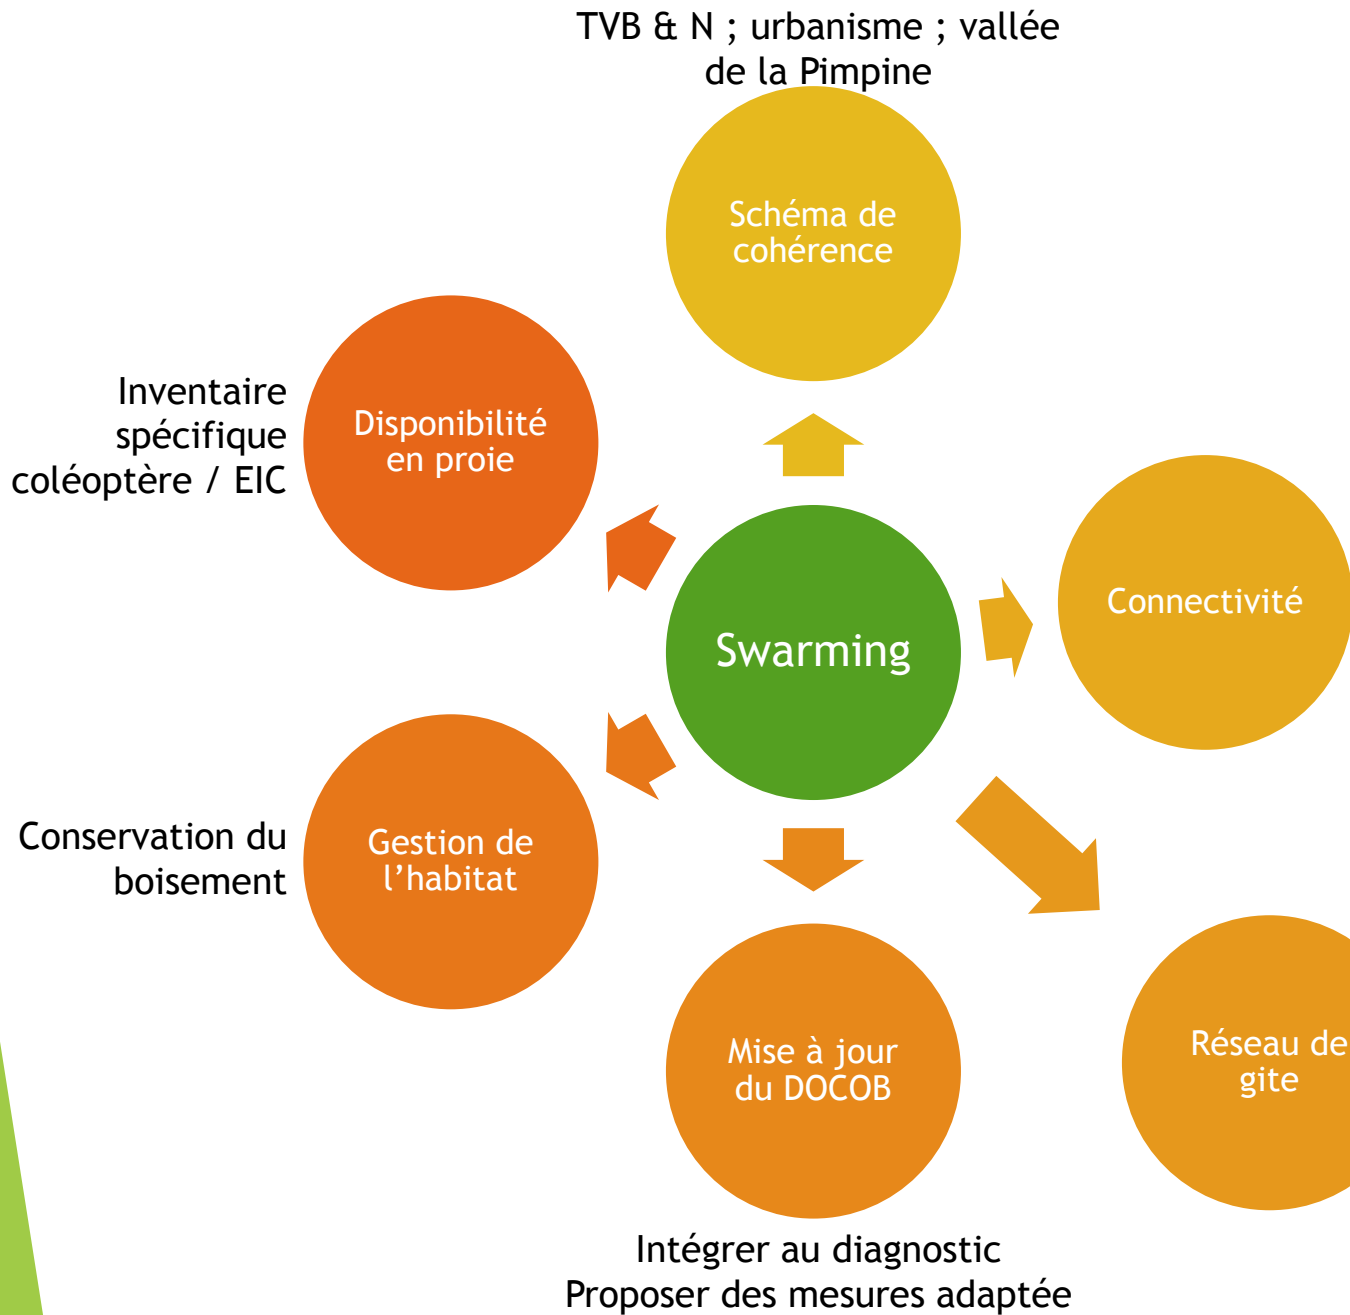 TVB & N ; urbanisme ; vallée
de la Pimpine
Schéma de
cohérence
Inventaire
spécifique
coléoptère / EIC
Disponibilité
en proie
Connectivité
Swarming
Conservation du
boisement
Gestion de
l’habitat
Mise à jour
du DOCOB
Réseau de
gite
Intégrer au diagnostic
Proposer des mesures adaptée